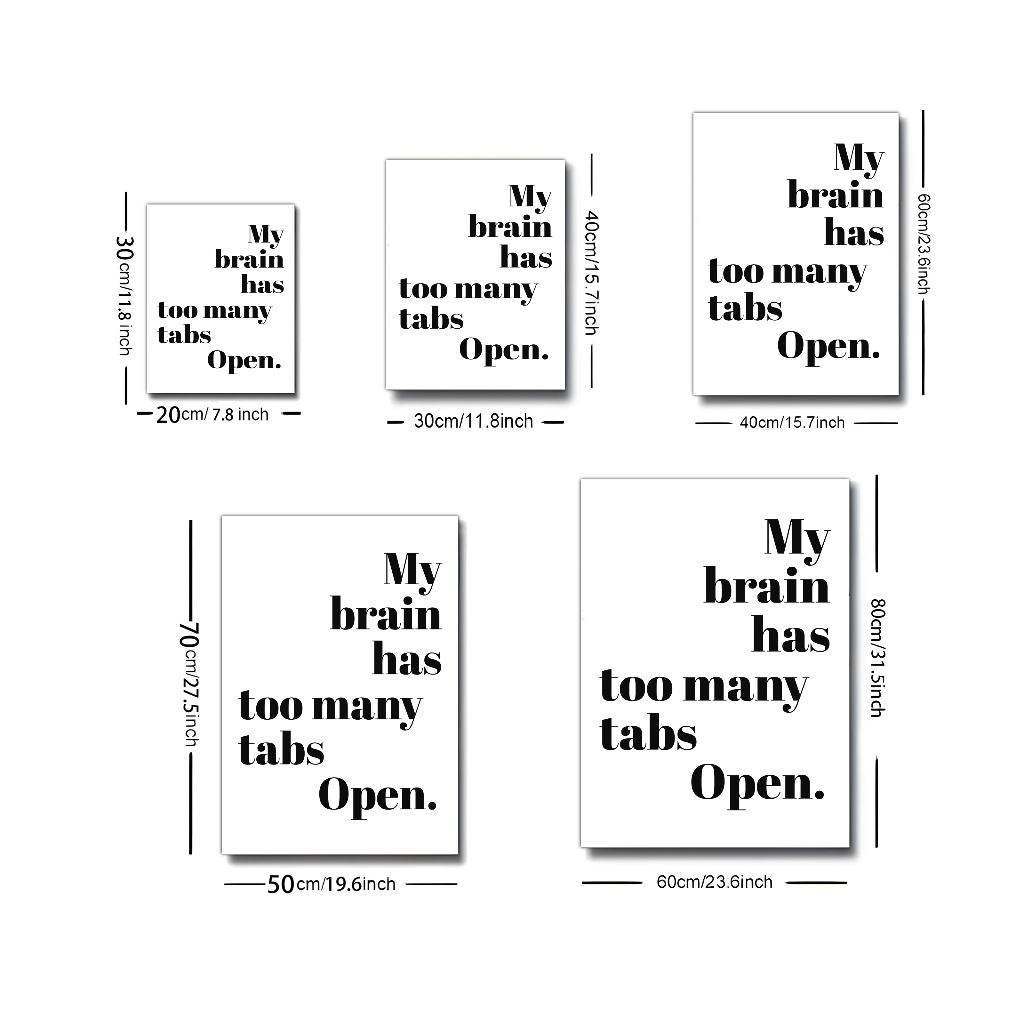 My
brain
has
too many
tabs
Open.
30cm/11.8 inch
20cm/ 7.8 inch
My
brain
has
too many
tabs
Open.
40cm/15.7inch
30cm/11.8inch
My
brain
has
too many
tabs
Open.
60cm/23.6inch
40cm/15.7inch
My
brain
has
too many
tabs
Open.
70cm/27.5inch
50cm/19.6inch
My
brain
has
too many
tabs
Open.
80cm/31.5inch
60cm/23.6inch